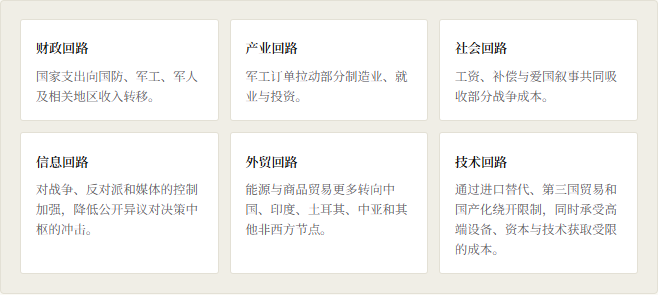 财政回路
国家支出向国防、军工、军人
及相关地区收入转移。
产业回路
军工订单拉动部分制造业、就
业与投资。
社会回路
工资、补偿与爱国叙事共同吸
收部分战争成本。
信息回路
对战争、反对派和媒体的控制
加强，降低公开异议对决策中
枢的冲击。
外贸回路
能源与商品贸易更多转向中
国、印度、土耳其、中亚和其
他非西方节点。
技术回路
通过进口替代、第三国贸易和
国产化绕开限制，同时承受高
端设备、资本与技术获取受限
的成本。